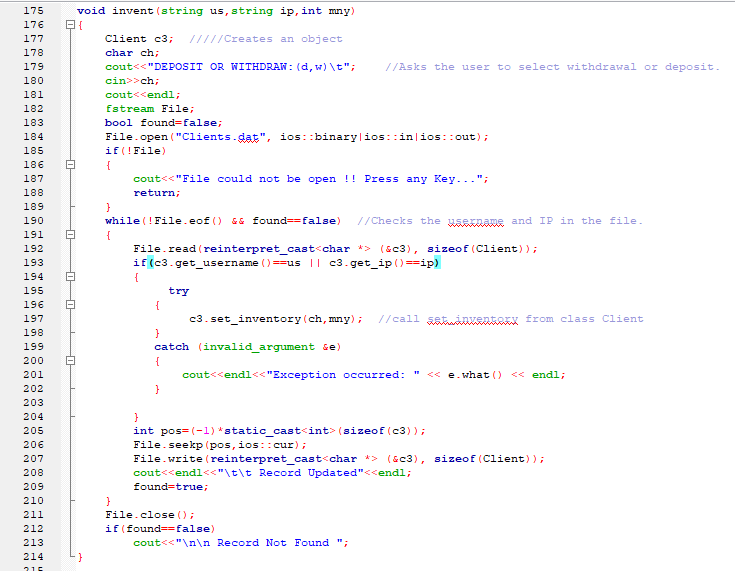 175 void invent(string us,string ip,int mny)
176 {
177 Client c3; /////Creates an object
178 char ch;
179 cout<<"DEPOSIT OR WITHDRAW:(d,w)\t"; //Asks the user to select withdrawal or deposit.
180 cin>>ch;
181 cout<<endl;
182 fstream File;
183 bool found=false;
184 File.open("Clients.dat", ios::binary|ios::in|ios::out);
185 if(!File)
186 {
187 cout<<"File could not be open !! Press any Key...";
188 return;
189 }
190 while(!File.eof() && found==false) //Checks the username and IP in the file.
191 {
192 File.read(reinterpret_cast<char *> (&c3), sizeof(Client));
193 if(c3.get_username()==us || c3.get_ip()==ip)
194 {
195 try
196 {
197 c3.set_inventory(ch,mny); //call set_inventory from class Client
198 }
199 catch (invalid_argument &e)
200 {
201 cout<<endl<<"Exception occurred: " << e.what() << endl;
202 }
203
204 }
205 int pos=(-1)*static_cast<int>(sizeof(c3));
206 File.seekp(pos,ios::cur);
207 File.write(reinterpret_cast<char *> (&c3), sizeof(Client));
208 cout<<endl<<"\t\t Record Updated"<<endl;
209 found=true;
210 }
211 File.close();
212 if(found==false)
213 cout<<"\n\n Record Not Found ";
214 }
215